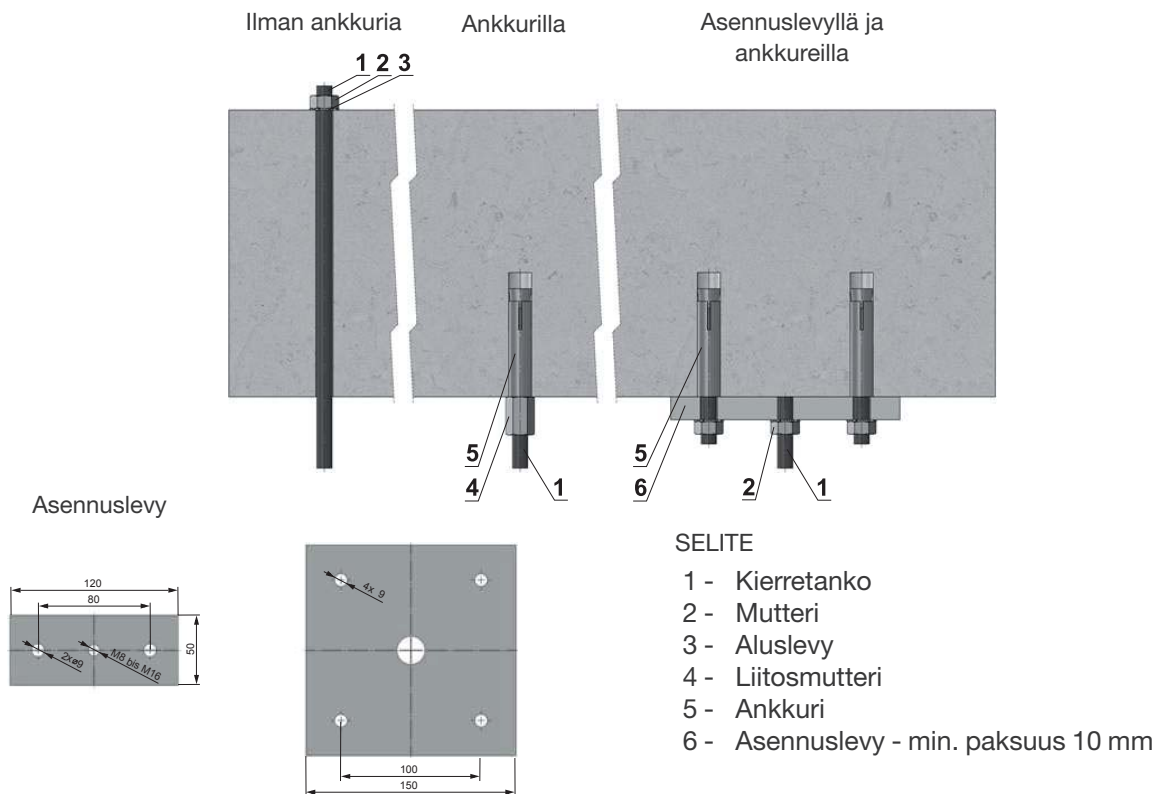 Ilman ankkuria
Ankkurilla
Asennuslevyllä ja
ankkureilla
1 2 3
5
4
1
5
6
2
1
Asennuslevy
120
80
50
2xø9
M8 bis M16
4x 9
100
150
SELITE
1 - Kierretanko
2 - Mutteri
3 - Aluslevy
4 - Liitosmutteri
5 - Ankkuri
6 - Asennuslevy - min. paksuus 10 mm